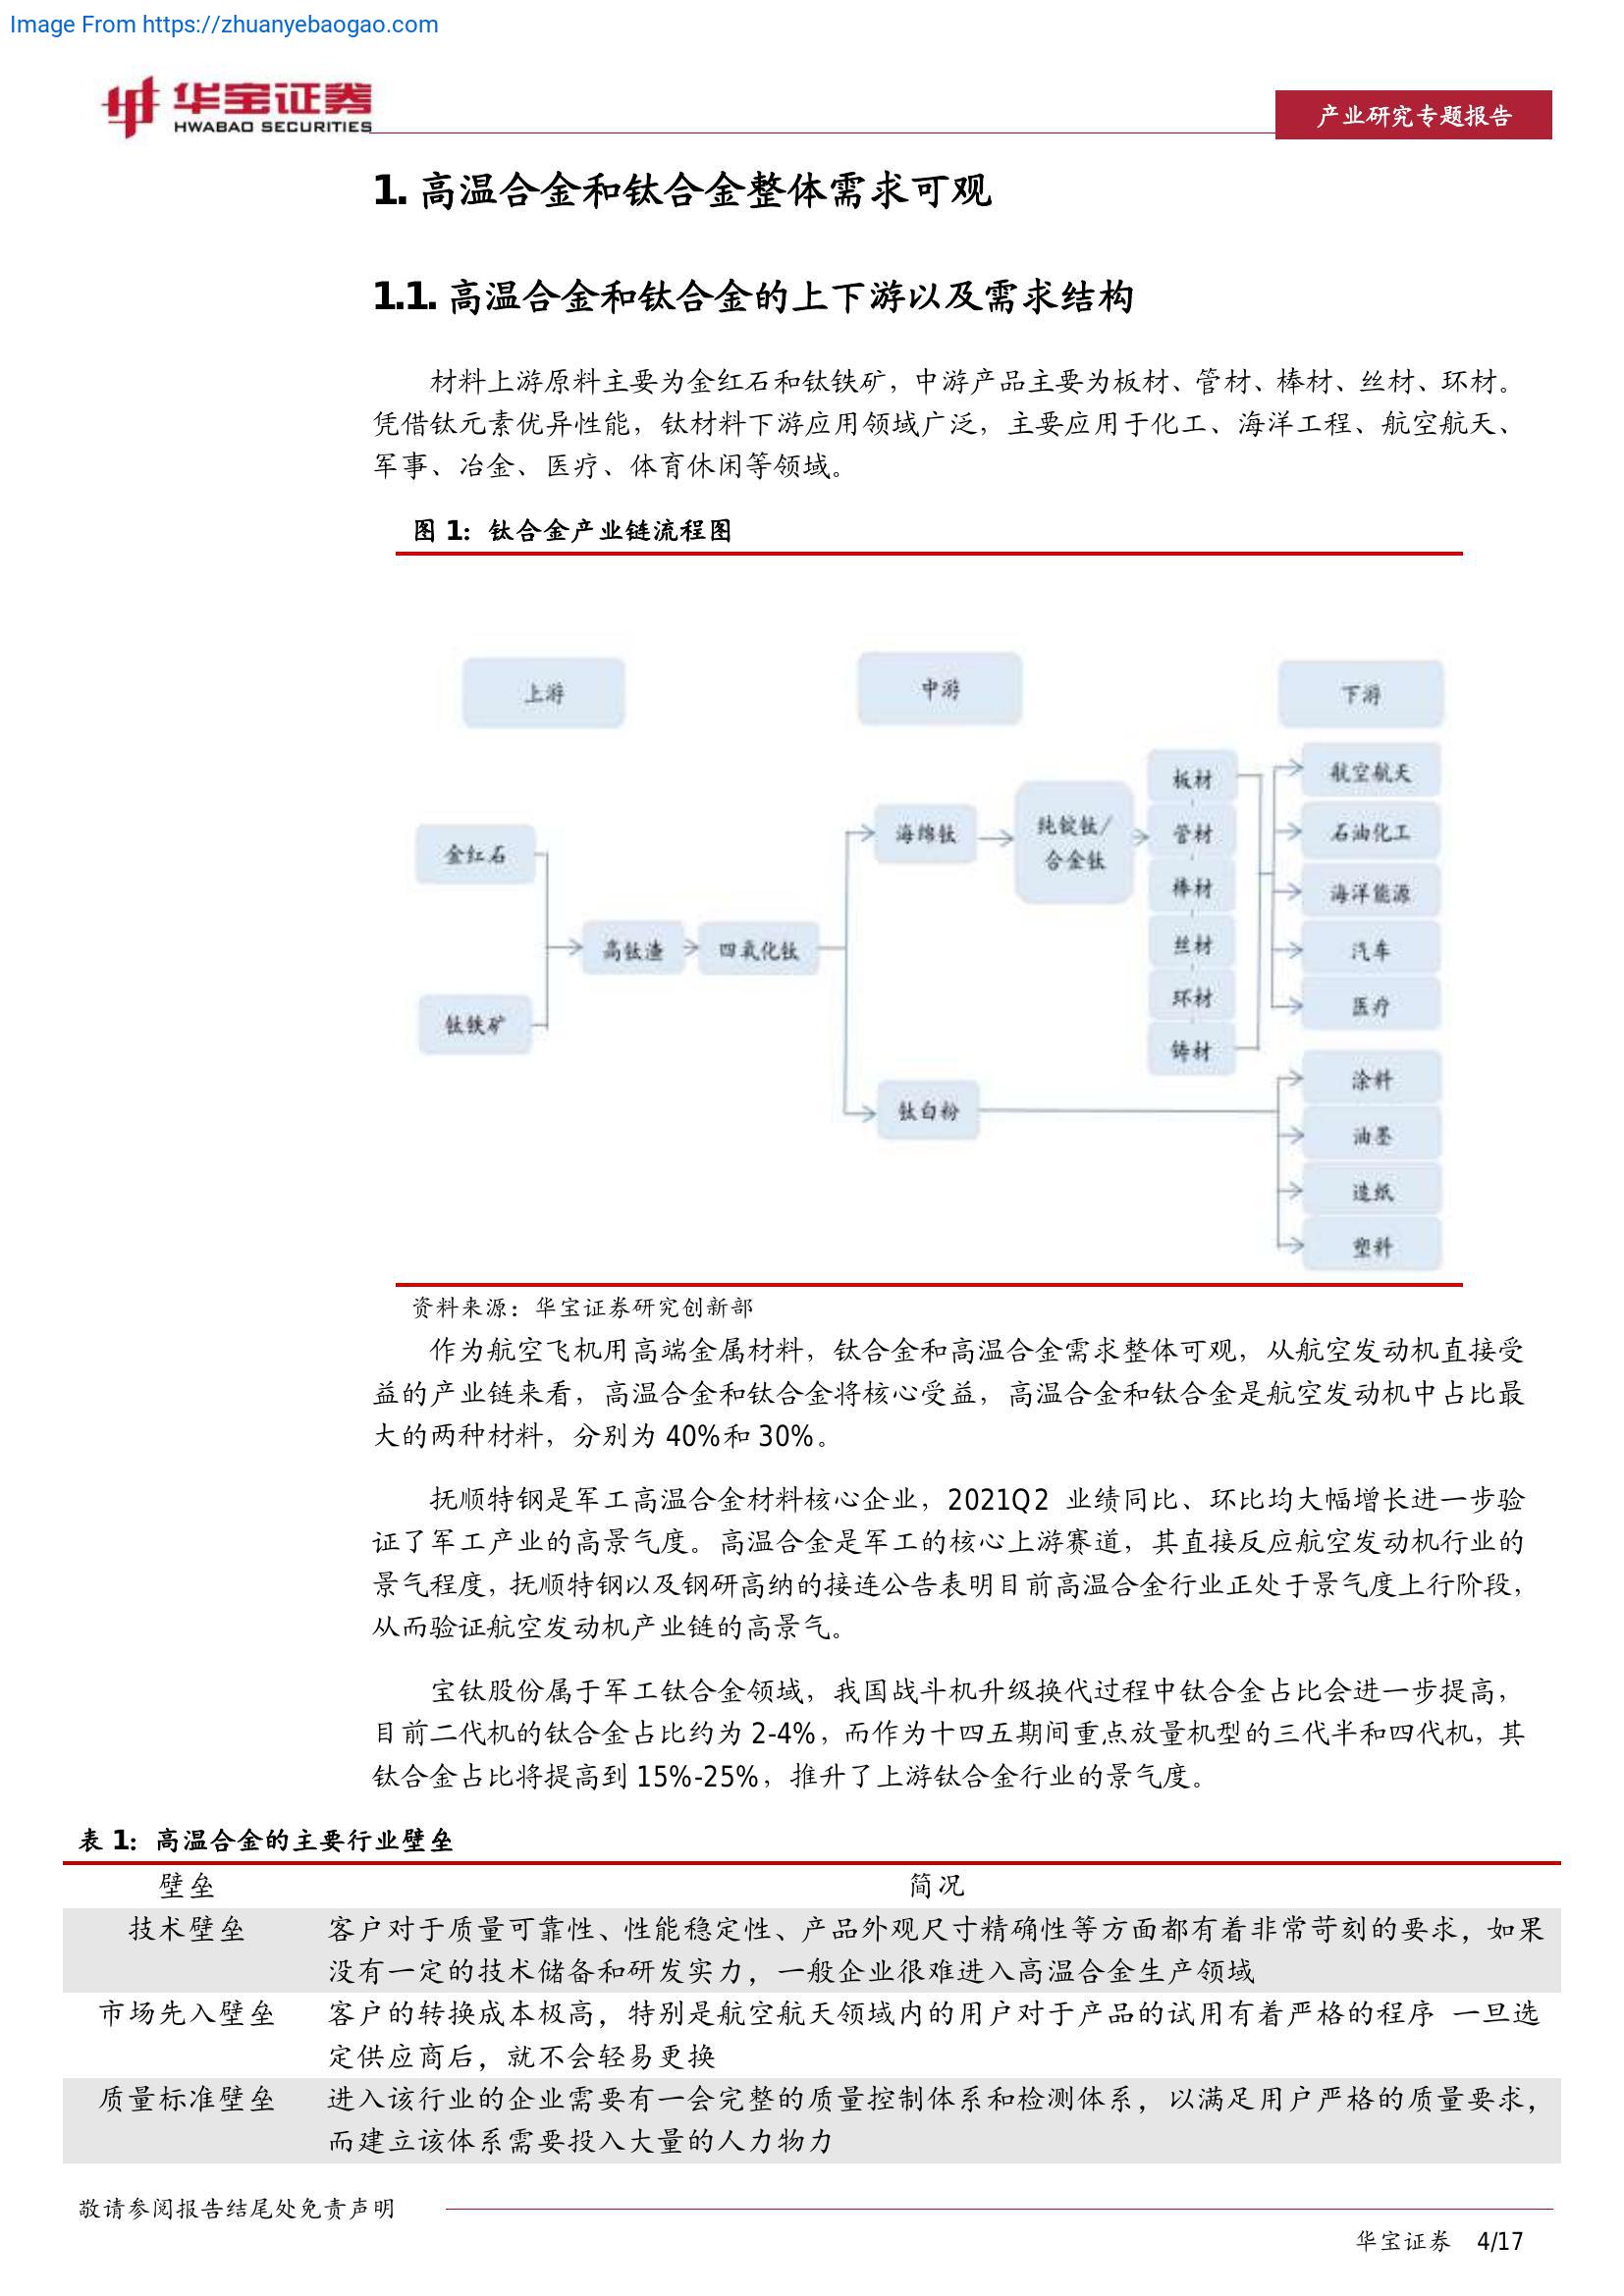 Image From https://zhuanyebaogao.com
华宝证券
HWABAO SECURITIES
产业研究专题报告
1. 高温合金和钛合金整体需求可观
1.1. 高温合金和钛合金的上下游以及需求结构
材料上游原料主要为金红石和钛铁矿，中游产品主要为板材、管材、棒材、丝材、环材。
凭借钛元素优异性能，钛材料下游应用领域广泛，主要应用于化工、海洋工程、航空航天、
军事、冶金、医疗、体育休闲等领域。
图 1：钛合金产业链流程图
上游
中游
下游
金红石
钛铁矿
高钛渣
四氧化钛
海绵钛
纯锭钛/
合金钛
钛白粉
板材
管材
棒材
丝材
环材
铸材
航空航天
石油化工
海洋能源
汽车
医疗
涂料
油墨
造纸
塑料
资料来源：华宝证券研究创新部
作为航空飞机用高端金属材料，钛合金和高温合金需求整体可观，从航空发动机直接受
益的产业链来看，高温合金和钛合金将核心受益，高温合金和钛合金是航空发动机中占比最
大的两种材料，分别为 40%和 30%。
抚顺特钢是军工高温合金材料核心企业，2021Q2 业绩同比、环比均大幅增长进一步验
证了军工产业的高景气度。高温合金是军工的核心上游赛道，其直接反应航空发动机行业的
景气程度，抚顺特钢以及钢研高纳的接连公告表明目前高温合金行业正处于景气度上行阶段，
从而验证航空发动机产业链的高景气。
宝钛股份属于军工钛合金领域，我国战斗机升级换代过程中钛合金占比会进一步提高，
目前二代机的钛合金占比约为 2-4%，而作为十四五期间重点放量机型的三代半和四代机，其
钛合金占比将提高到 15%-25%，推升了上游钛合金行业的景气度。
表 1：高温合金的主要行业壁垒
壁垒 简况
技术壁垒 客户对于质量可靠性、性能稳定性、产品外观尺寸精确性等方面都有着非常苛刻的要求，如果
没有一定的技术储备和研发实力，一般企业很难进入高温合金生产领域
市场先入壁垒 客户的转换成本极高，特别是航空航天领域内的用户对于产品的试用有着严格的程序 一旦选
定供应商后，就不会轻易更换
质量标准壁垒 进入该行业的企业需要有一会完整的质量控制体系和检测体系，以满足用户严格的质量要求，
而建立该体系需要投入大量的人力物力
敬请参阅报告结尾处免责声明
华宝证券 4/17